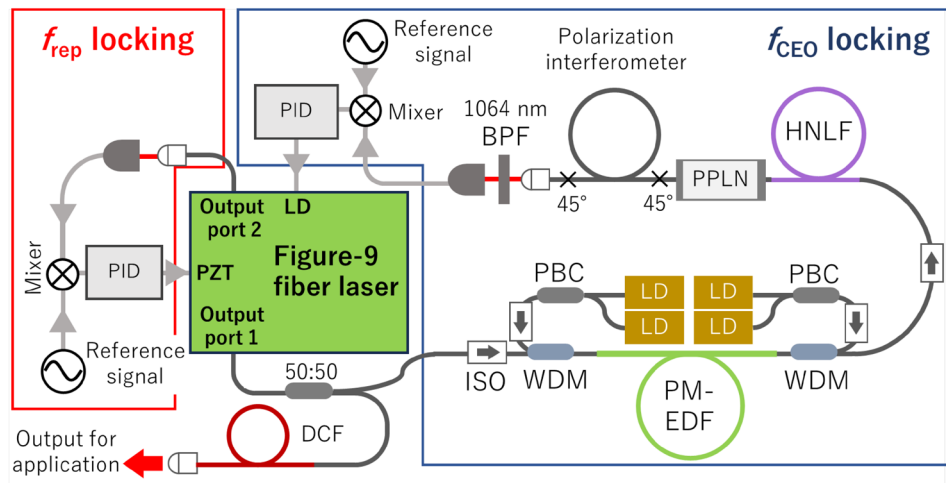 f_rep locking
f_CEO locking
Reference
signal
Polarization
interferometer
PID
Mixer
1064 nm
BPF
HNLF
PPLN
45°
45°
Output
port 2
LD
Figure-9
fiber laser
PZT
Output
port 1
Mixer
PID
Reference
signal
PBC
LD
LD
LD
LD
PBC
50:50
ISO
WDM
WDM
PM-
EDF
DCF
Output for
application